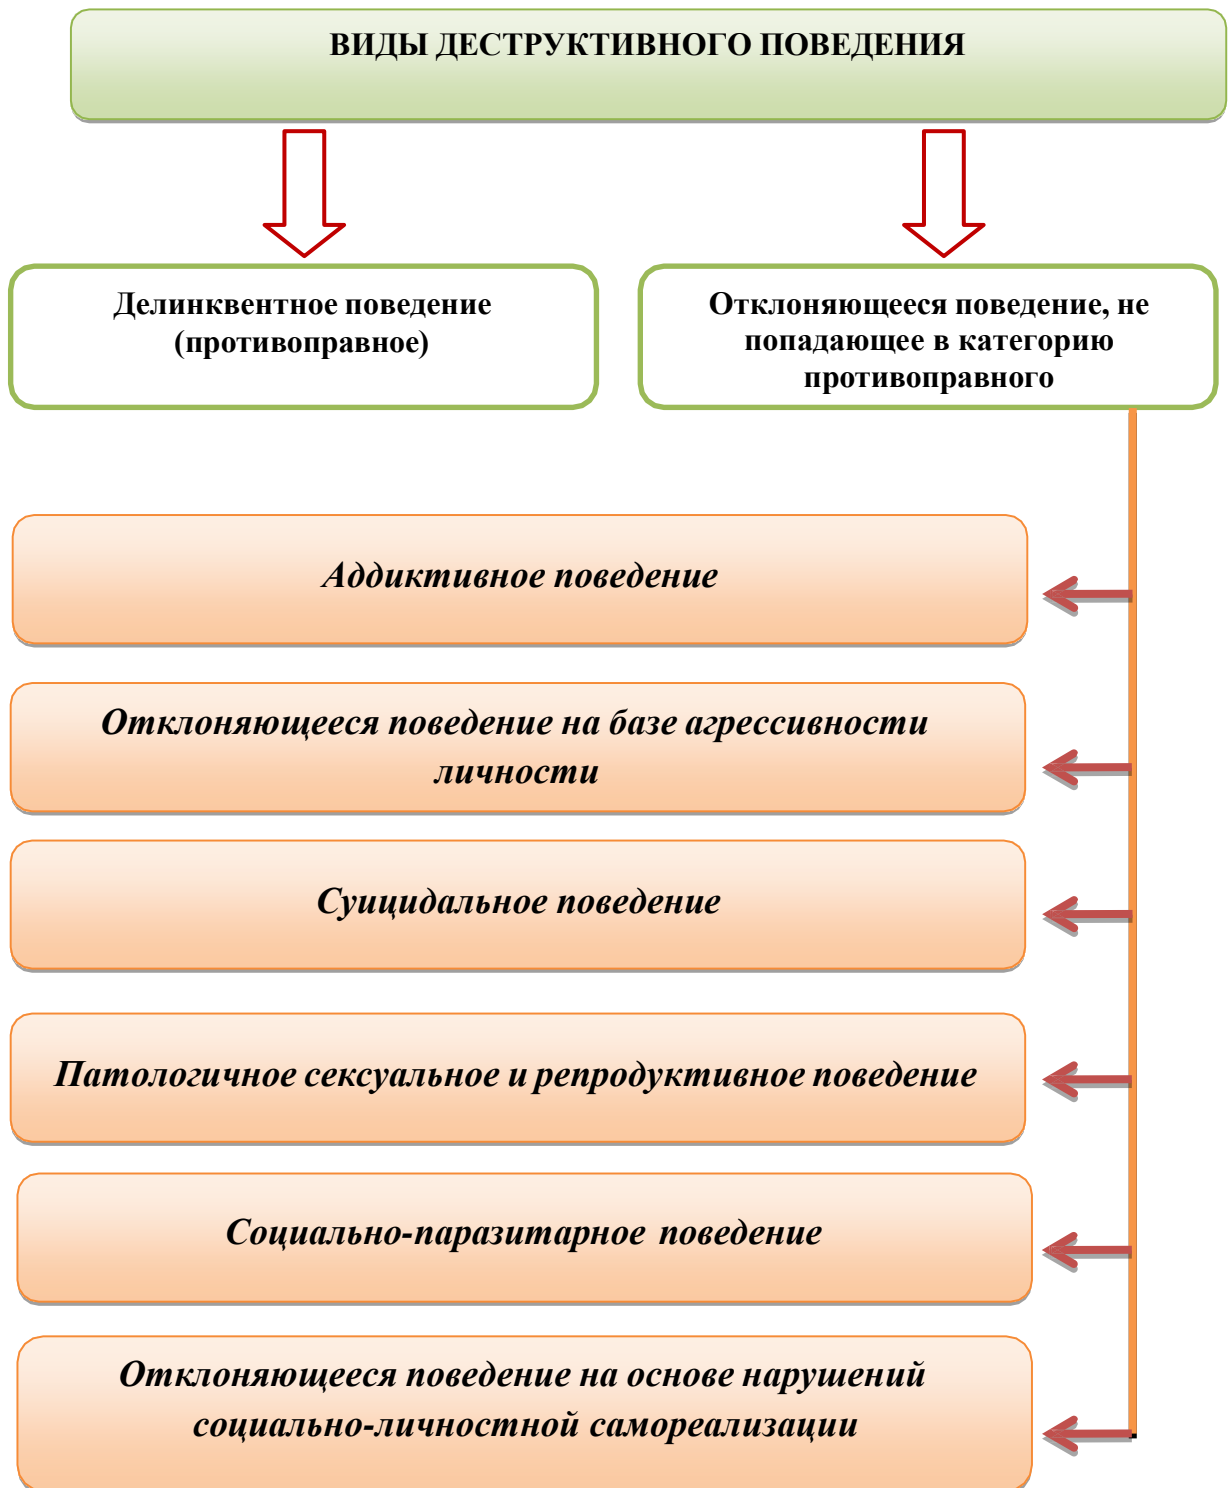 ВИДЫ ДЕСТРУКТИВНОГО ПОВЕДЕНИЯ
Делинквентное поведение
(противоправное)
Отклоняющееся поведение, не
попадающее в категорию
противоправного
Аддиктивное поведение
Отклоняющееся поведение на базе агрессивности
личности
Суицидальное поведение
Патологичное сексуальное и репродуктивное поведение
Социально-паразитарное поведение
Отклоняющееся поведение на основе нарушений
социально-личностной самореализации